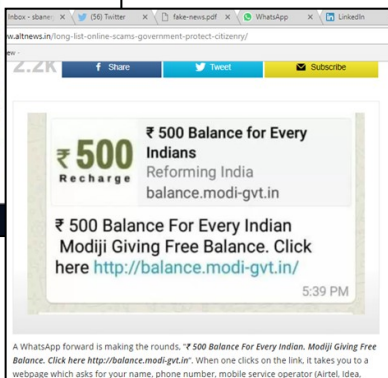 Inbox - sbane
(56) Twitter
fake-news.pdf
WhatsApp
LinkedIn
w.altnews.in/long-list-online-scams-government-protect-citizenry/
ew -
2.2K
Share
Tweet
Subscribe
₹ 500
Recharge
₹ 500 Balance for Every
Indians
Reforming India
balance.modi-gvt.in
₹ 500 Balance For Every Indian
Modiji Giving Free Balance. Click
here http://balance.modi-gvt.in/
5:39 PM
A WhatsApp forward is making the rounds, "₹ 500 Balance For Every Indian. Modiji Giving Free
Balance. Click here http://balance.modi-gvt.in". When one clicks on the link, it takes you to a
webpage which asks for your name, phone number, mobile service operator (Airtel, Idea,